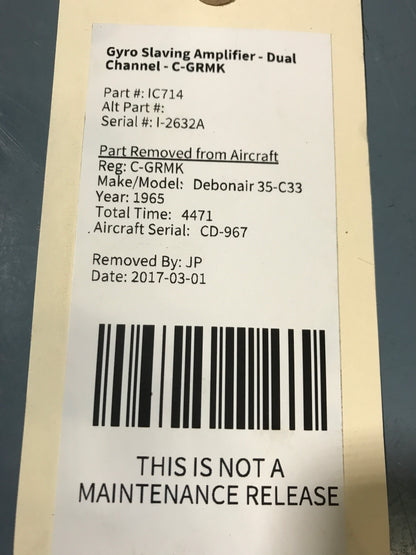 Gyro Slaving Amplifier - Dual
Channel - C-GRMK
Part #: IC714
Alt Part #:
Serial #: I-2632A
Part Removed from Aircraft
Reg: C-GRMK
Make/Model: Debonair 35-C33
Year: 1965
Total Time: 4471
Aircraft Serial: CD-967
Removed By: JP
Date: 2017-03-01
THIS IS NOT A
MAINTENANCE RELEASE